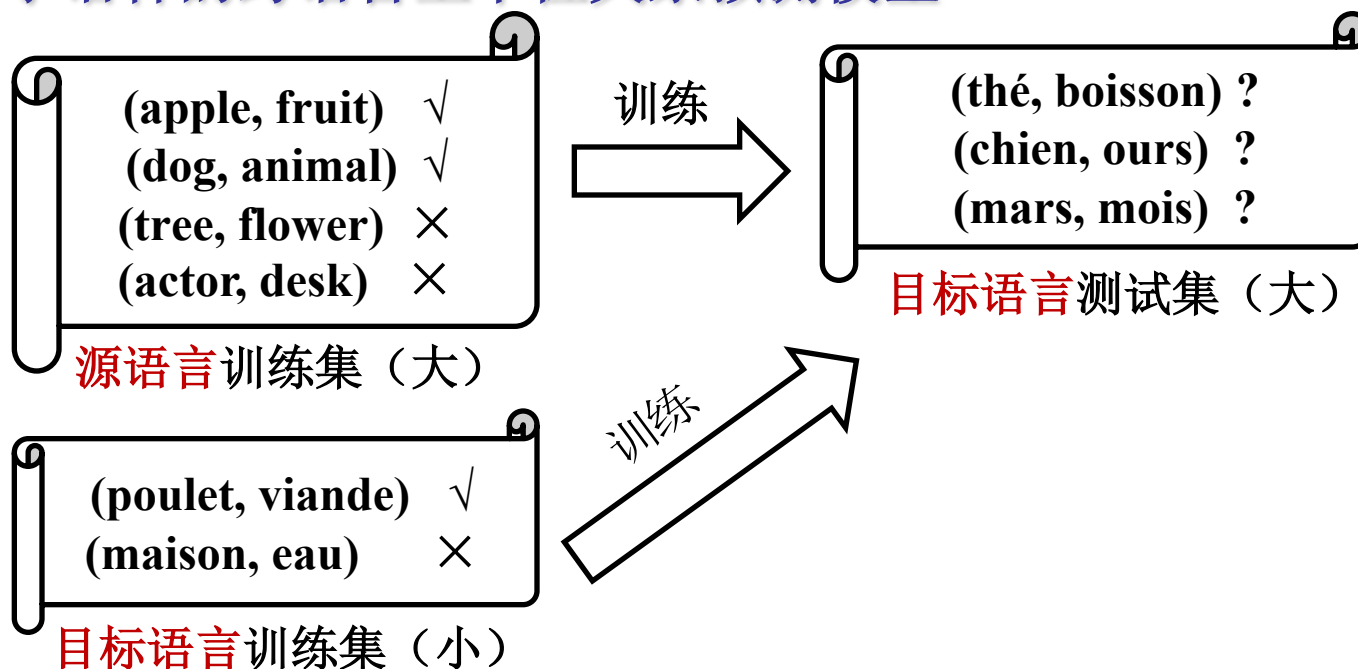 (apple, fruit) √
(dog, animal) √
(tree, flower) ×
(actor, desk) ×
源语言训练集（大）
训练
(thé, boisson) ?
(chien, ours) ?
(mars, mois) ?
目标语言测试集（大）
训练
(poulet, viande) √
(maison, eau) ×
目标语言训练集（小）